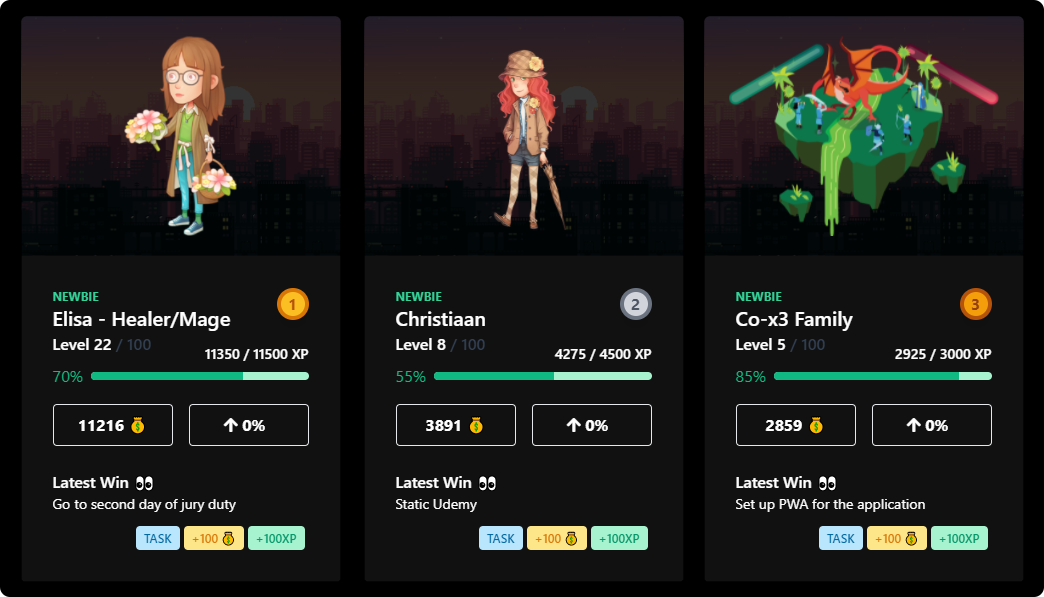 NEWBIE
1
Elisa - Healer/Mage
Level 22 / 100
11350 / 11500 XP
70%
11216
0%
Latest Win
Go to second day of jury duty
TASK +100 +100XP
NEWBIE
2
Christiaan
Level 8 / 100
4275 / 4500 XP
55%
3891
0%
Latest Win
Static Udemy
TASK +100 +100XP
NEWBIE
3
Co-x3 Family
Level 5 / 100
2925 / 3000 XP
85%
2859
0%
Latest Win
Set up PWA for the application
TASK +100 +100XP